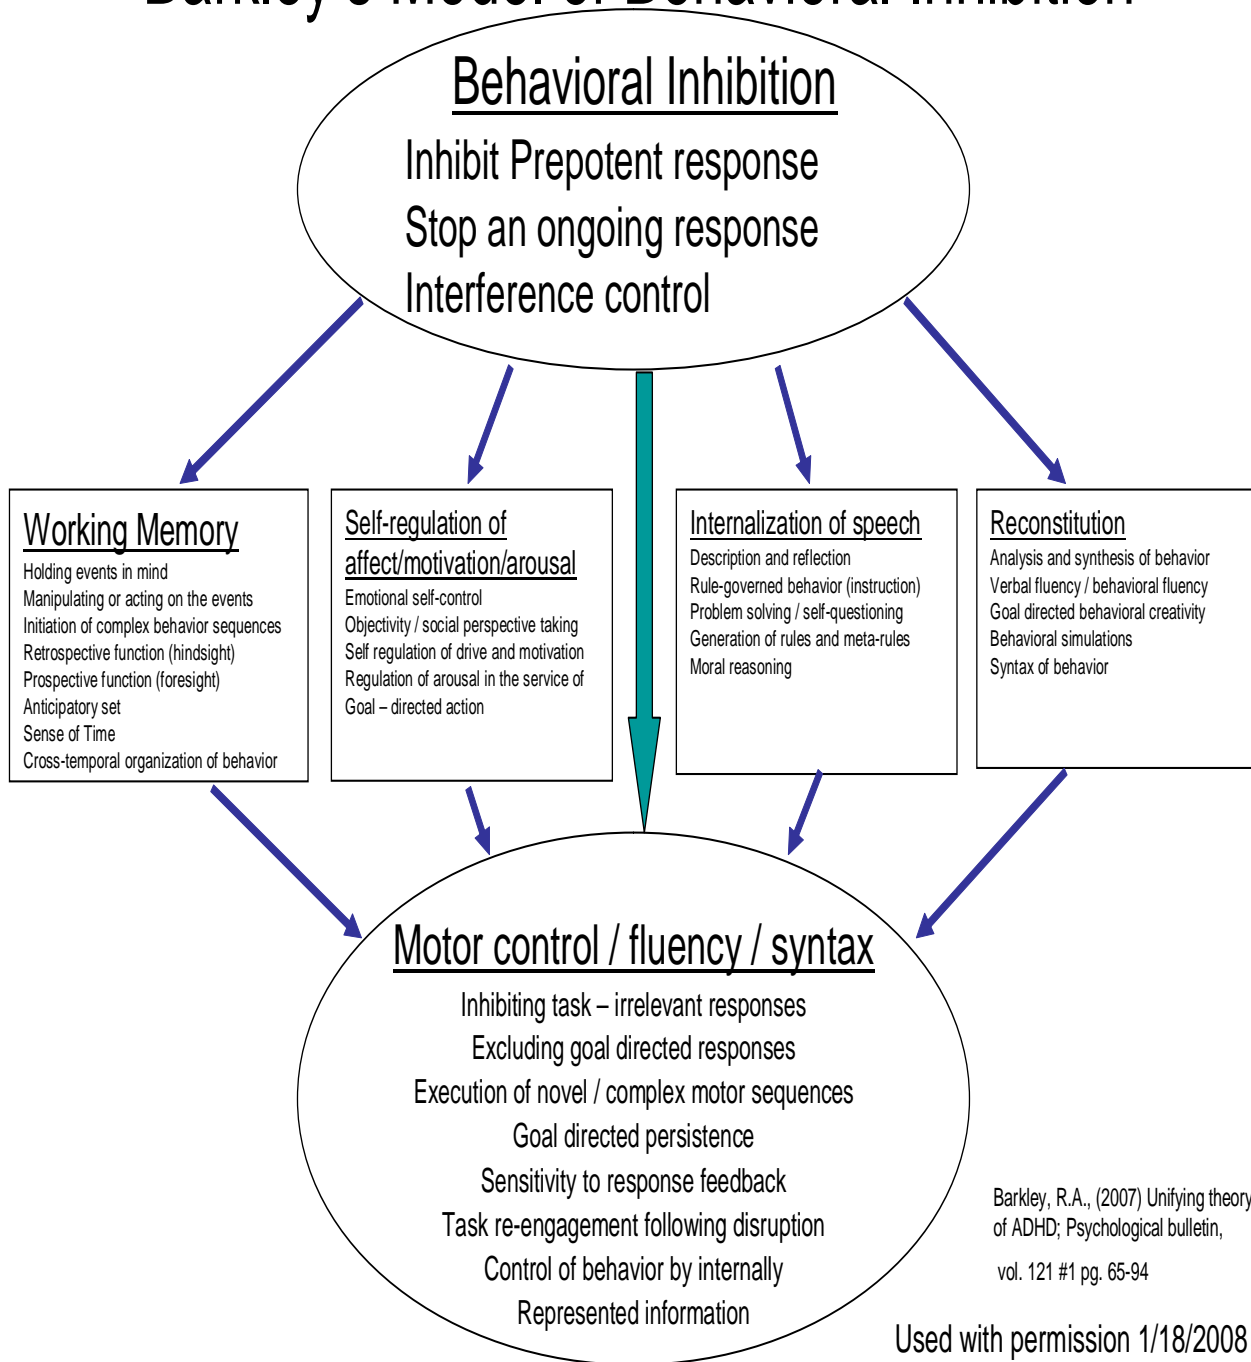 Barkley's Model of Behavioral Inhibition
Behavioral Inhibition
Inhibit Prepotent response
Stop an ongoing response
Interference control
Working Memory
Holding events in mind
Manipulating or acting on the events
Initiation of complex behavior sequences
Retrospective function (hindsight)
Prospective function (foresight)
Anticipatory set
Sense of Time
Cross-temporal organization of behavior
Self-regulation of
affect/motivation/arousal
Emotional self-control
Objectivity / social perspective taking
Self regulation of drive and motivation
Regulation of arousal in the service of
Goal – directed action
Internalization of speech
Description and reflection
Rule-governed behavior (instruction)
Problem solving / self-questioning
Generation of rules and meta-rules
Moral reasoning
Reconstitution
Analysis and synthesis of behavior
Verbal fluency / behavioral fluency
Goal directed behavioral creativity
Behavioral simulations
Syntax of behavior
Motor control / fluency / syntax
Inhibiting task – irrelevant responses
Excluding goal directed responses
Execution of novel / complex motor sequences
Goal directed persistence
Sensitivity to response feedback
Task re-engagement following disruption
Control of behavior by internally
Represented information
Barkley, R.A., (2007) Unifying theory
of ADHD; Psychological bulletin,
vol. 121 #1 pg. 65-94
Used with permission 1/18/2008